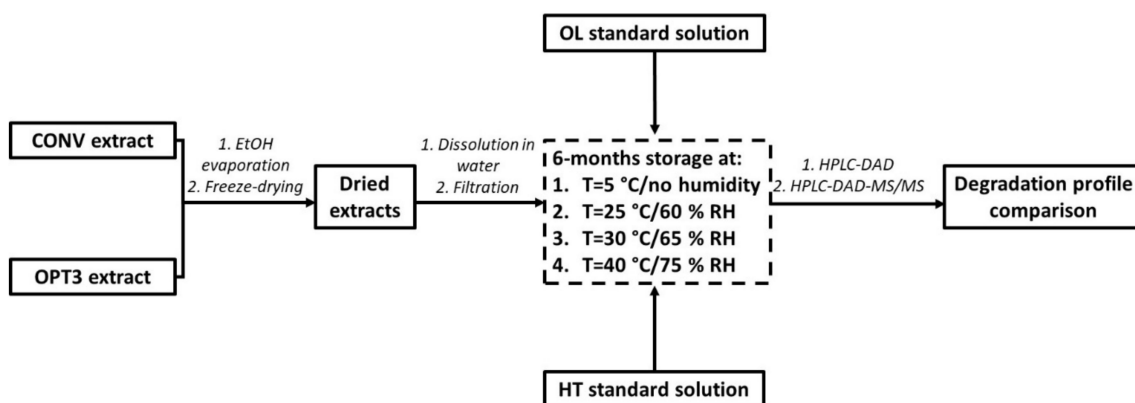 OL standard solution
CONV extract
OPT3 extract
1. EtOH
evaporation
2. Freeze-drying
Dried
extracts
1. Dissolution in
water
2. Filtration
6-months storage at:
1. T=5 °C/no humidity
2. T=25 °C/60 % RH
3. T=30 °C/65 % RH
4. T=40 °C/75 % RH
1. HPLC-DAD
2. HPLC-DAD-MS/MS
Degradation profile
comparison
HT standard solution